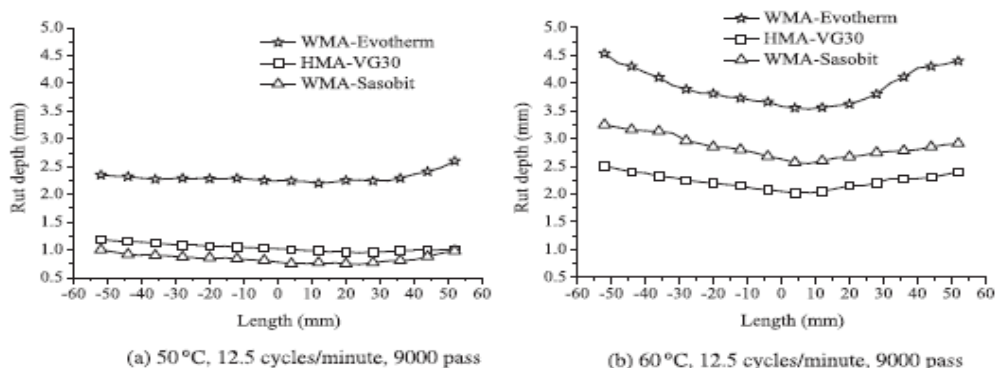 WMA-Evotherm
HMA-VG30
WMA-Sasobit
Rut depth (mm)
5.0
4.5
4.0
3.5
3.0
2.5
2.0
1.5
1.0
0.5
-60 -50 -40 -30 -20 -10 0 10 20 30 40 50 60
Length (mm)
(a) 50 °C, 12.5 cycles/minute, 9000 pass
WMA-Evotherm
HMA-VG30
WMA-Sasobit
Rut depth (mm)
5.0
4.5
4.0
3.5
3.0
2.5
2.0
1.5
1.0
0.5
-60 -50 -40 -30 -20 -10 0 10 20 30 40 50 60
Length (mm)
(b) 60 °C, 12.5 cycles/minute, 9000 pass